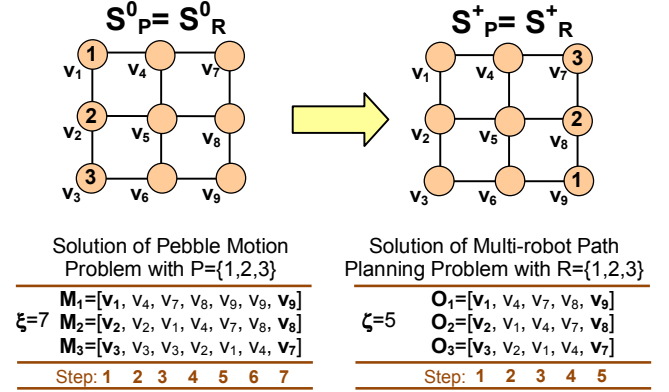 S⁰P = S⁰R
S⁺P = S⁺R
1
v1 v4 v7
2
v2 v5 v8
3
v3 v6 v9
3
v1 v4 v7
2
v2 v5 v8
1
v3 v6 v9
Solution of Pebble Motion
Problem with P={1,2,3}
ξ=7
M1=[v1, v4, v7, v8, v9, v9, v9]
M2=[v2, v2, v1, v4, v7, v8, v8]
M3=[v3, v3, v3, v2, v1, v4, v7]
Step: 1 2 3 4 5 6 7
Solution of Multi-robot Path
Planning Problem with R={1,2,3}
ζ=5
O1=[v1, v4, v7, v8, v9]
O2=[v2, v1, v4, v7, v8]
O3=[v3, v2, v1, v4, v7]
Step: 1 2 3 4 5